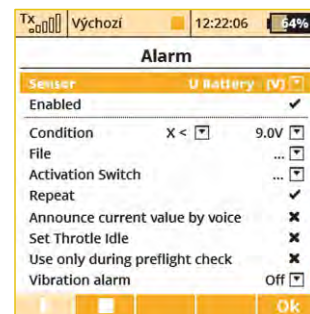 Tx Výchozí 12:22:06 64%
Alarm
Sensor U Battery [V]
Enabled
Condition X < 9.0V
File ...
Activation Switch ...
Repeat
Announce current value by voice
Set Throtle Idle
Use only during preflight check
Vibration alarm Off
Ok